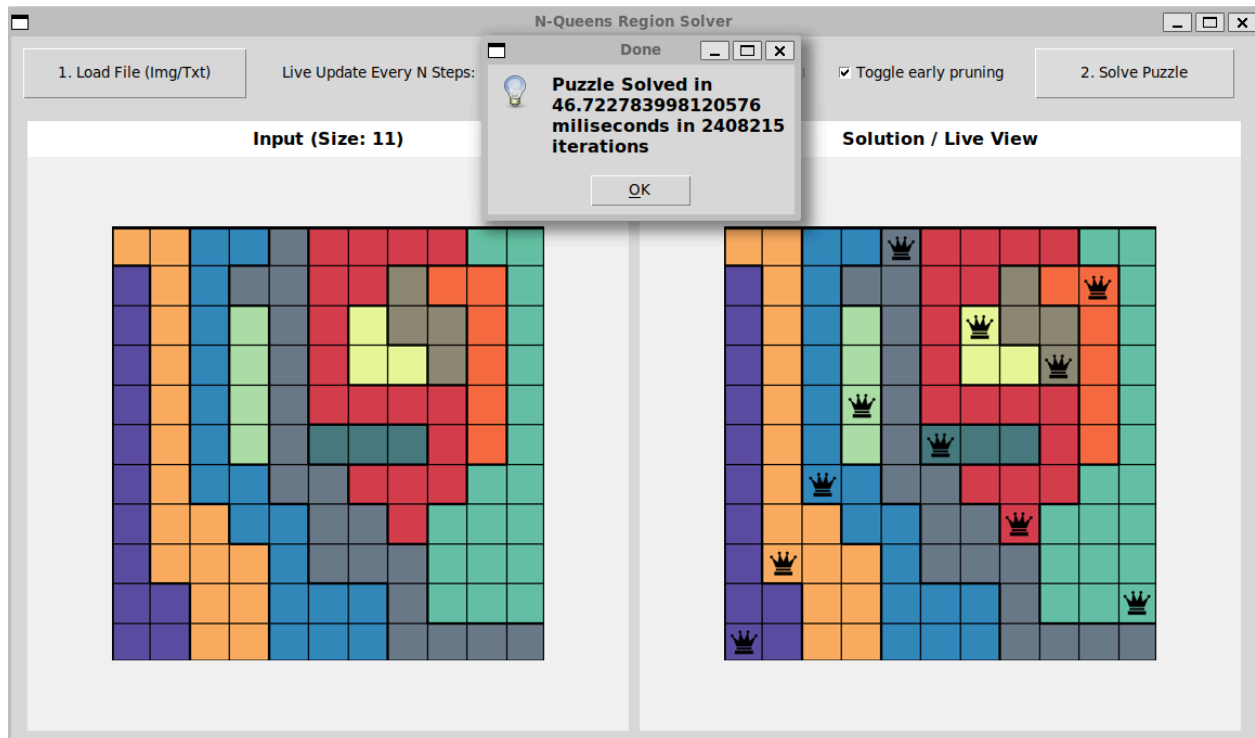 N-Queens Region Solver
Done
1. Load File (Img/Txt)
Live Update Every N Steps:
Toggle early pruning
2. Solve Puzzle
Puzzle Solved in
46.722783998120576
miliseconds in 2408215
iterations
OK
Input (Size: 11)
Solution / Live View